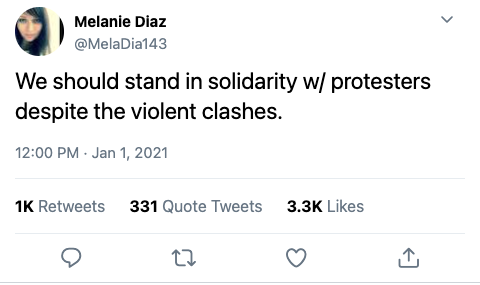 Melanie Diaz
@MelaDia143
We should stand in solidarity w/ protesters
despite the violent clashes.
12:00 PM · Jan 1, 2021
1K Retweets 331 Quote Tweets 3.3K Likes